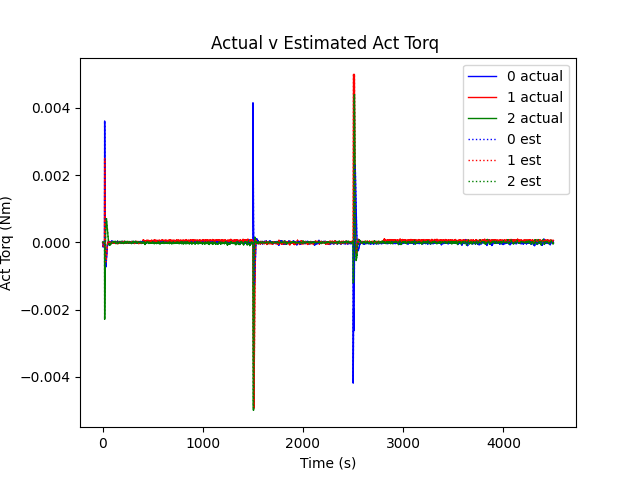 Actual v Estimated Act Torq
0 actual
1 actual
2 actual
0 est
1 est
2 est
0.004
0.002
0.000
−0.002
−0.004
Act Torq (Nm)
0 1000 2000 3000 4000
Time (s)